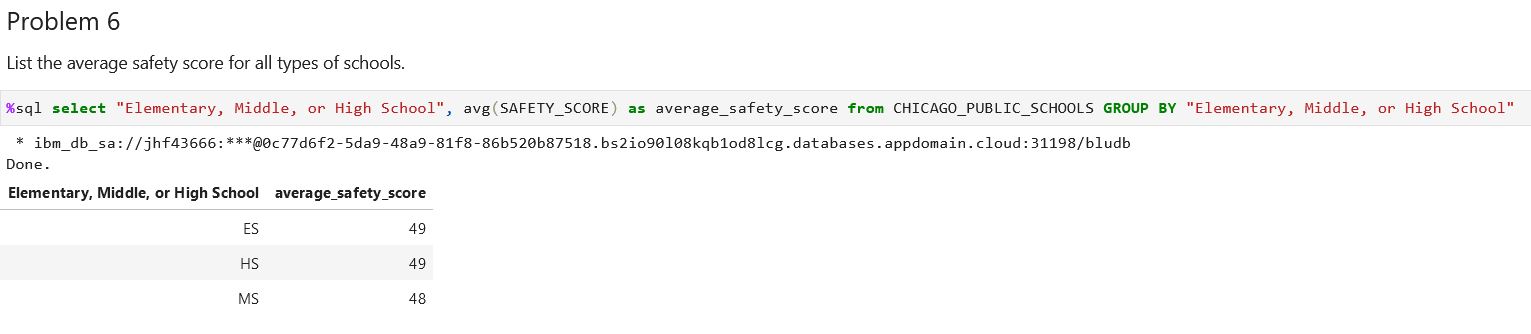 Problem 6
List the average safety score for all types of schools.
%sql select "Elementary, Middle, or High School", avg(SAFETY_SCORE) as average_safety_score from CHICAGO_PUBLIC_SCHOOLS GROUP BY "Elementary, Middle, or High School"
* ibm_db_sa://jhf43666:***@0c77d6f2-5da9-48a9-81f8-86b520b87518.bs2io90l08kqb1od8lcg.databases.appdomain.cloud:31198/bludb
Done.
Elementary, Middle, or High School average_safety_score
ES 49
HS 49
MS 48